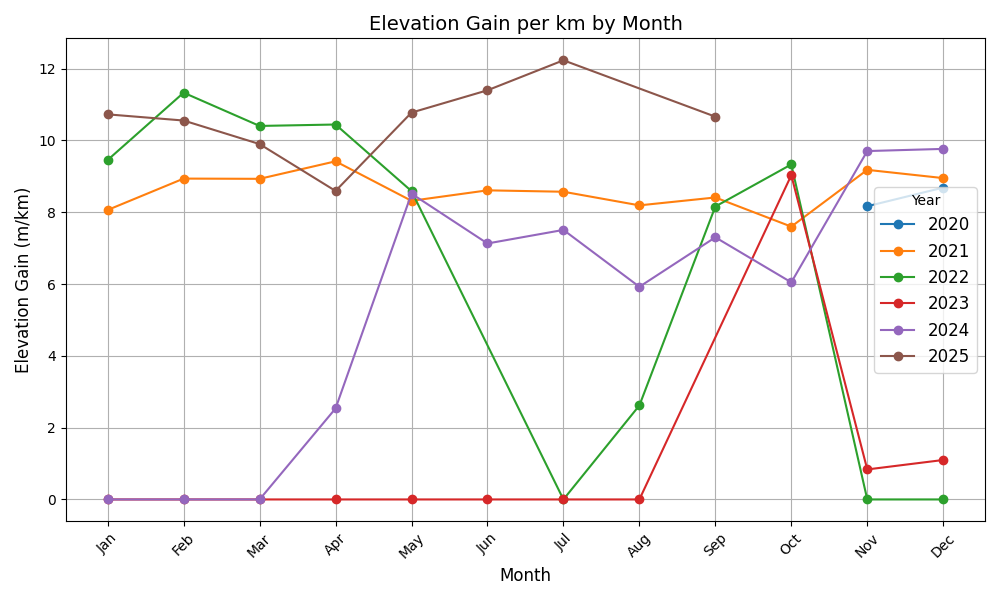 Elevation Gain per km by Month
Elevation Gain (m/km)
12
10
8
6
4
2
0
Jan
Feb
Mar
Apr
May
Jun
Jul
Aug
Sep
Oct
Nov
Dec
Month
Year
2020
2021
2022
2023
2024
2025